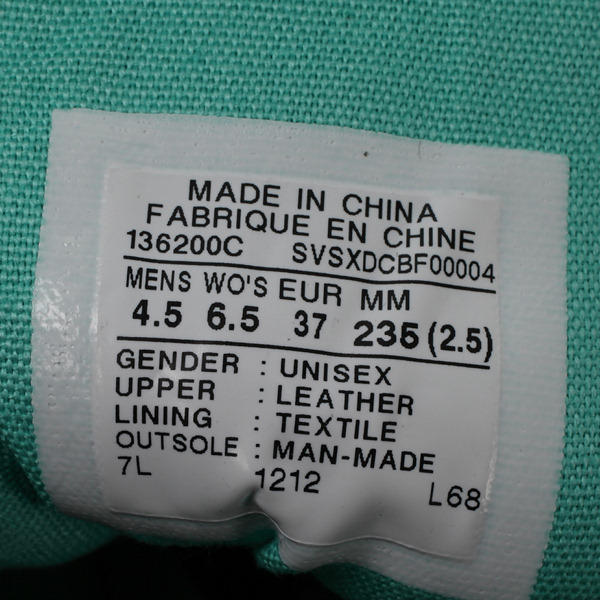 MADE IN CHINA
FABRIQUE EN CHINE
136200C SVSXDCBF00004
MENS WO'S EUR MM
4.5 6.5 37 235 (2.5)
GENDER : UNISEX
UPPER : LEATHER
LINING : TEXTILE
OUTSOLE : MAN-MADE
7L 1212 L68